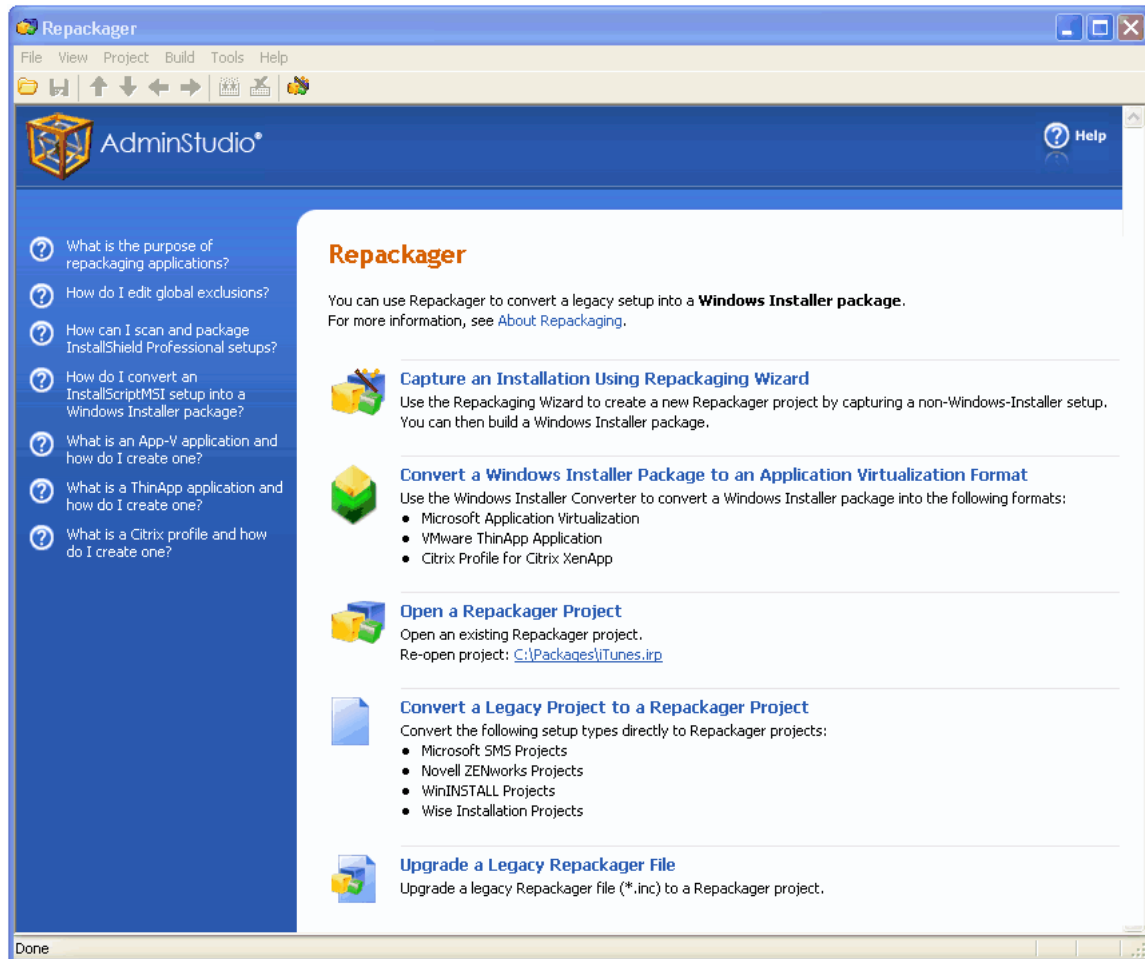 Repackager
File View Project Build Tools Help
AdminStudio®
Help
What is the purpose of
repackaging applications?
How do I edit global exclusions?
How can I scan and package
InstallShield Professional setups?
How do I convert an
InstallScriptMSI setup into a
Windows Installer package?
What is an App-V application and
how do I create one?
What is a ThinApp application and
how do I create one?
What is a Citrix profile and how
do I create one?
Repackager
You can use Repackager to convert a legacy setup into a Windows Installer package.
For more information, see About Repackaging.
Capture an Installation Using Repackaging Wizard
Use the Repackaging Wizard to create a new Repackager project by capturing a non-Windows-Installer setup.
You can then build a Windows Installer package.
Convert a Windows Installer Package to an Application Virtualization Format
Use the Windows Installer Converter to convert a Windows Installer package into the following formats:
● Microsoft Application Virtualization
● VMware ThinApp Application
● Citrix Profile for Citrix XenApp
Open a Repackager Project
Open an existing Repackager project.
Re-open project: C:\Packages\iTunes.irp
Convert a Legacy Project to a Repackager Project
Convert the following setup types directly to Repackager projects:
● Microsoft SMS Projects
● Novell ZENworks Projects
● WinINSTALL Projects
● Wise Installation Projects
Upgrade a Legacy Repackager File
Upgrade a legacy Repackager file (*.inc) to a Repackager project.
Done